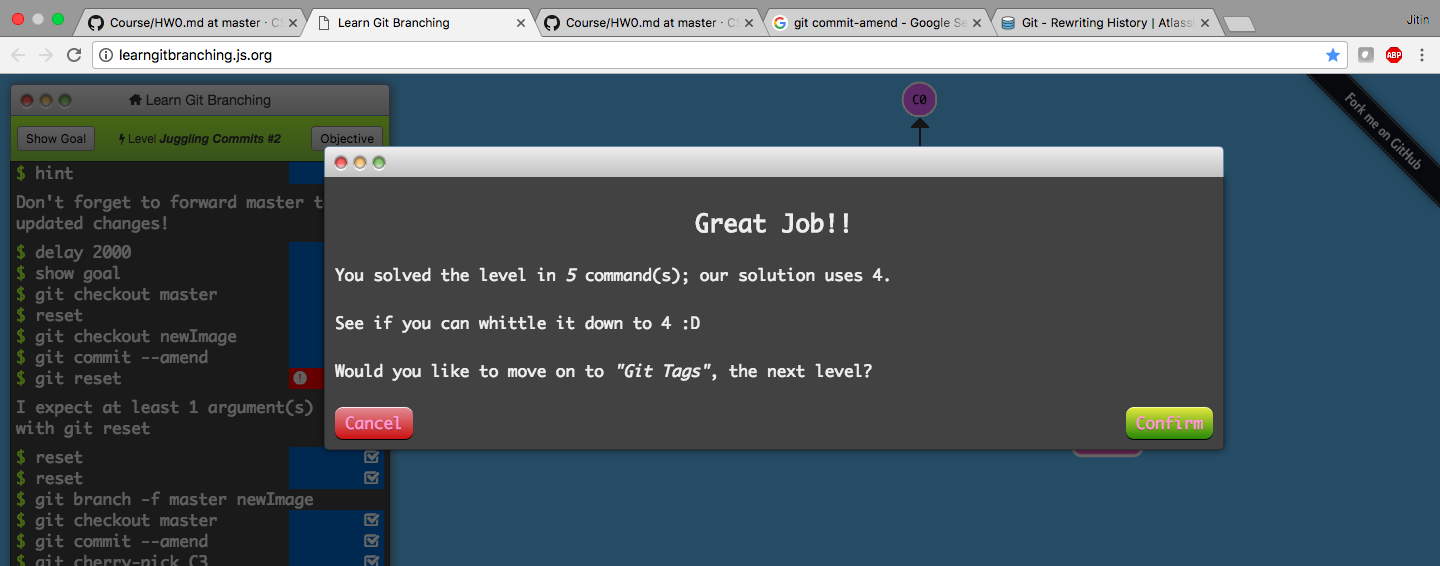 Course/HW0.md at master · CS
Learn Git Branching
Course/HW0.md at master · CS
git commit-amend - Google Se
Git - Rewriting History | Atlass
Jitin
learngitbranching.js.org
ABP
Learn Git Branching
Show Goal
Level Juggling Commits #2
Objective
C0
Fork me on GitHub
$ hint
Don't forget to forward master to
updated changes!
$ delay 2000
$ show goal
$ git checkout master
$ reset
$ git checkout newImage
$ git commit --amend
$ git reset
I expect at least 1 argument(s)
with git reset
$ reset
$ reset
$ git branch -f master newImage
$ git checkout master
$ git commit --amend
$ git cherry-pick C3
Great Job!!
You solved the level in 5 command(s); our solution uses 4.
See if you can whittle it down to 4 :D
Would you like to move on to "Git Tags", the next level?
Cancel
Confirm